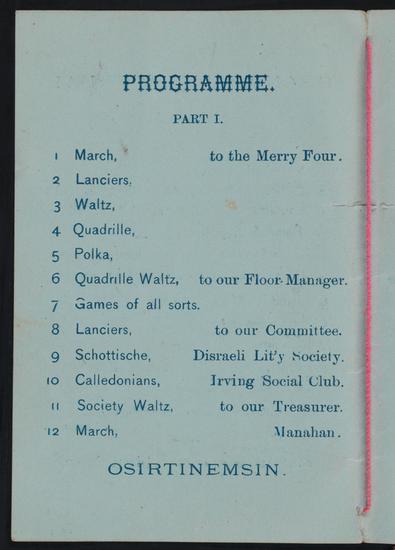 PROGRAMME.
PART I.
1 March, to the Merry Four.
2 Lanciers,
3 Waltz,
4 Quadrille,
5 Polka,
6 Quadrille Waltz, to our Floor-Manager.
7 Games of all sorts.
8 Lanciers, to our Committee.
9 Schottische, Disraeli Lit'y Society.
10 Calledonians, Irving Social Club.
11 Society Waltz, to our Treasurer.
12 March, Manahan.
OSIRTINEMSIN.